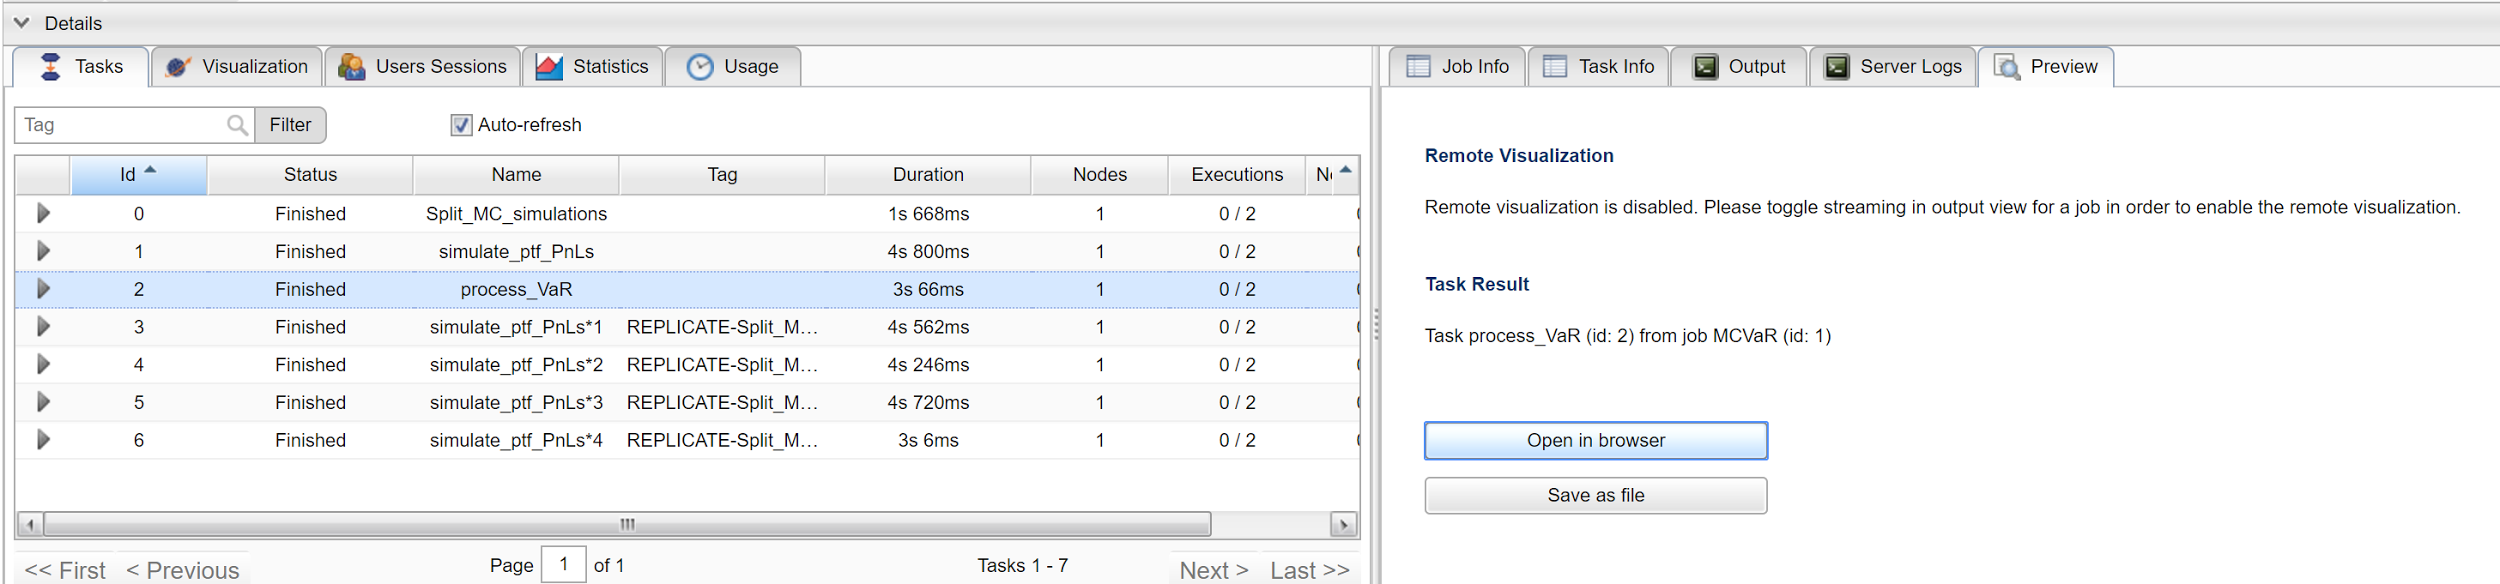 Details
Tasks Visualization Users Sessions Statistics Usage
Tag Filter Auto-refresh
Id Status Name Tag Duration Nodes Executions
0 Finished Split_MC_simulations 1s 668ms 1 0 / 2
1 Finished simulate_ptf_PnLs 4s 800ms 1 0 / 2
2 Finished process_VaR 3s 66ms 1 0 / 2
3 Finished simulate_ptf_PnLs*1 REPLICATE-Split_M... 4s 562ms 1 0 / 2
4 Finished simulate_ptf_PnLs*2 REPLICATE-Split_M... 4s 246ms 1 0 / 2
5 Finished simulate_ptf_PnLs*3 REPLICATE-Split_M... 4s 720ms 1 0 / 2
6 Finished simulate_ptf_PnLs*4 REPLICATE-Split_M... 3s 6ms 1 0 / 2
<< First < Previous Page 1 of 1 Tasks 1 - 7 Next > Last >>
Job Info Task Info Output Server Logs Preview
Remote Visualization
Remote visualization is disabled. Please toggle streaming in output view for a job in order to enable the remote visualization.
Task Result
Task process_VaR (id: 2) from job MCVaR (id: 1)
Open in browser
Save as file